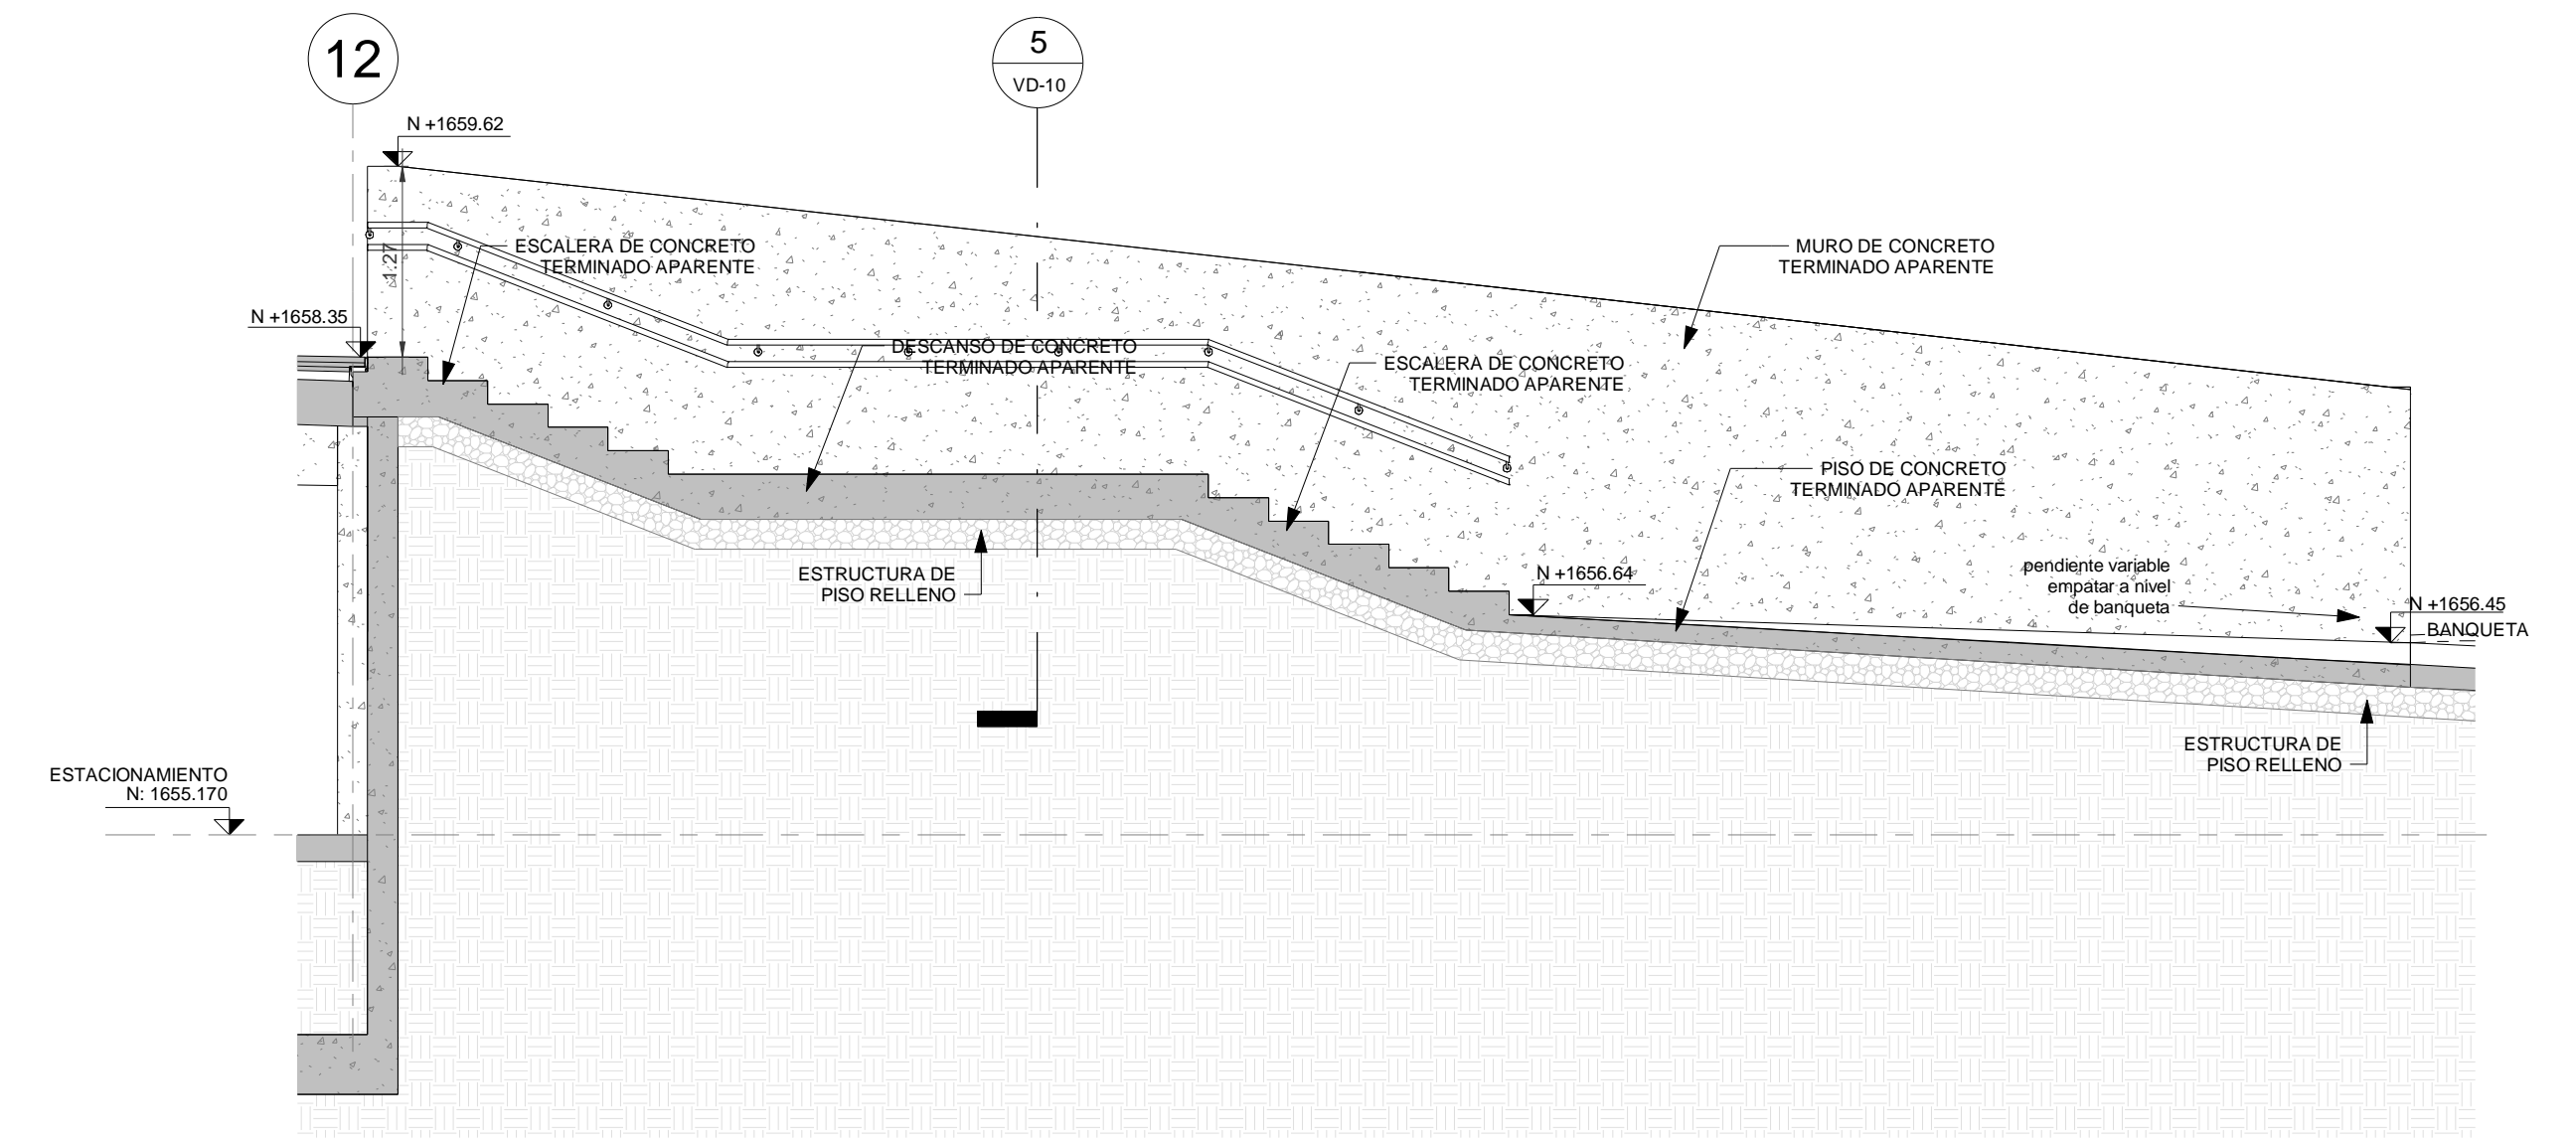 12
5
VD-10
N +1659.62
1.27
ESCALERA DE CONCRETO
TERMINADO APARENTE
MURO DE CONCRETO
TERMINADO APARENTE
N +1658.35
DESCANSO DE CONCRETO
TERMINADO APARENTE
ESCALERA DE CONCRETO
TERMINADO APARENTE
PISO DE CONCRETO
TERMINADO APARENTE
ESTRUCTURA DE
PISO RELLENO
N +1656.64
pendiente variable
empatar a nivel
de banqueta
N +1656.45
BANQUETA
ESTRUCTURA DE
PISO RELLENO
ESTACIONAMIENTO
N: 1655.170